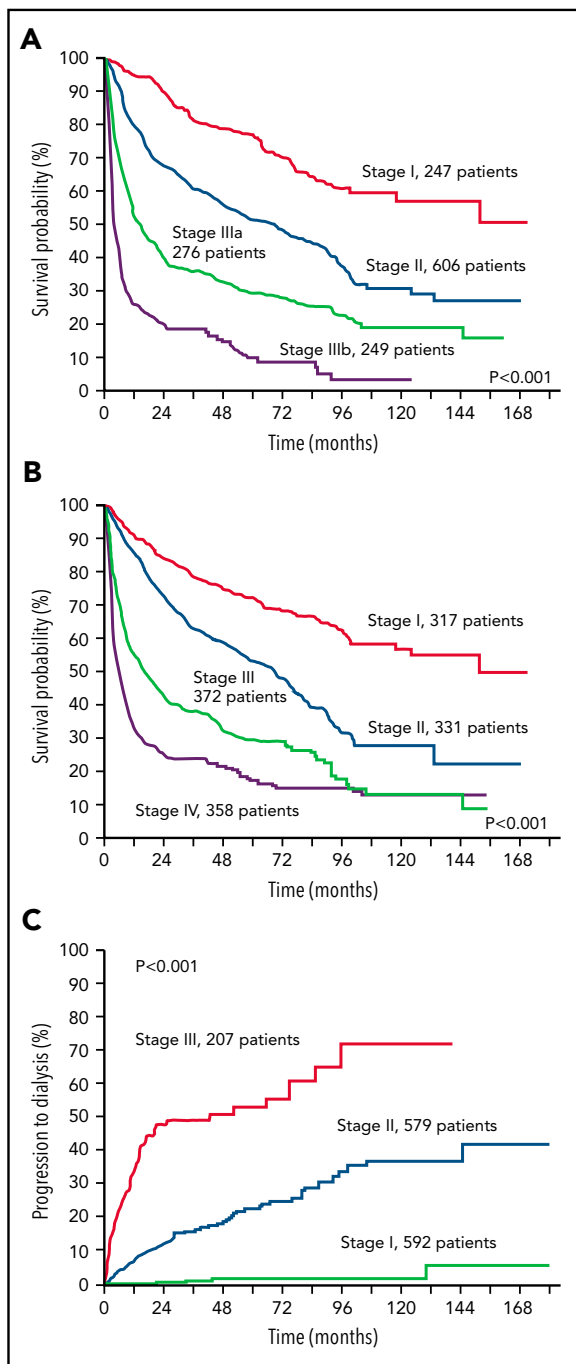 A
100
90
80
70
60
50
40
30
20
10
0
Survival probability (%)
Stage I, 247 patients
Stage IIIa
276 patients
Stage II, 606 patients
Stage IIIb, 249 patients
P<0.001
0 24 48 72 96 120 144 168
Time (months)
B
100
90
80
70
60
50
40
30
20
10
0
Survival probability (%)
Stage I, 317 patients
Stage III
372 patients
Stage II, 331 patients
Stage IV, 358 patients
P<0.001
0 24 48 72 96 120 144 168
Time (months)
C
100
90
80
70
60
50
40
30
20
10
0
Progression to dialysis (%)
P<0.001
Stage III, 207 patients
Stage II, 579 patients
Stage I, 592 patients
0 24 48 72 96 120 144 168
Time (months)